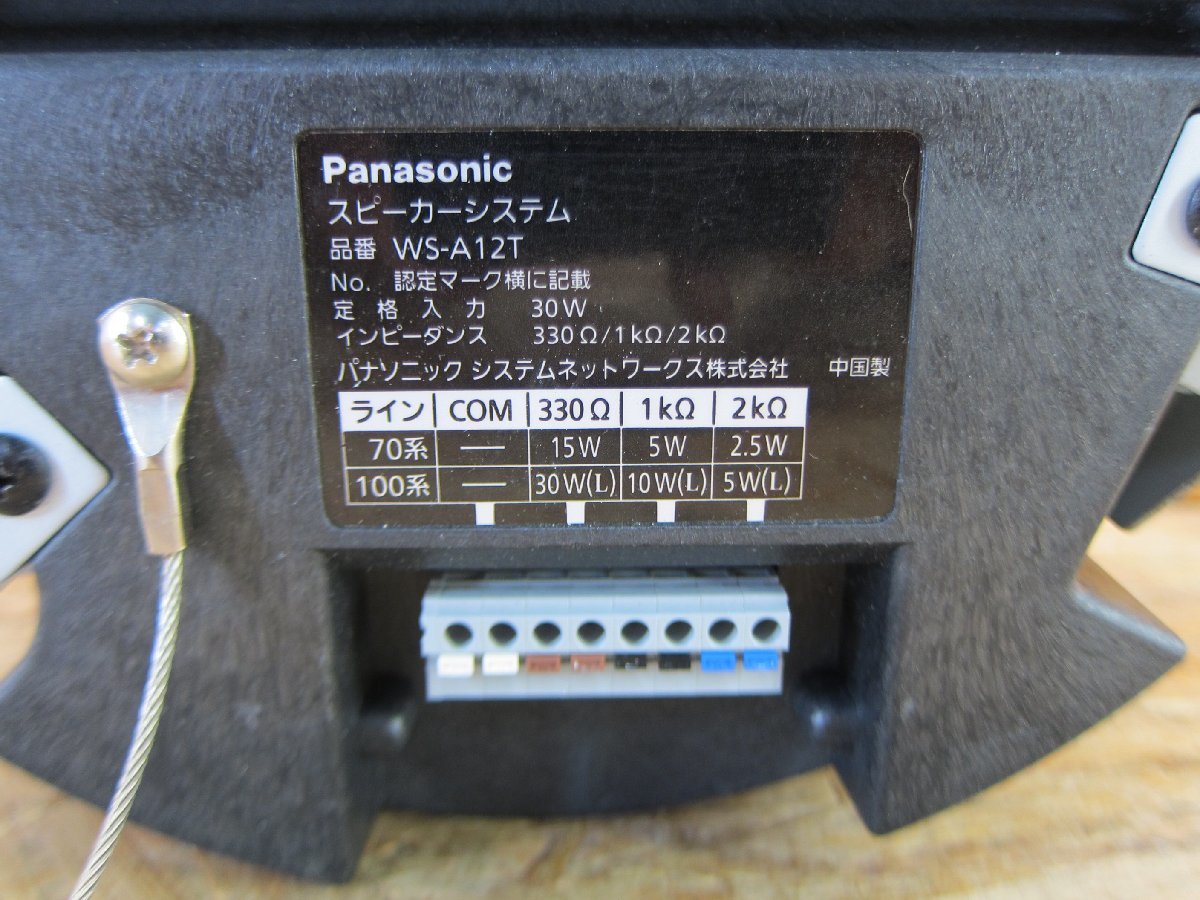 Panasonic
スピーカーシステム
品番 WS-A12T
No. 認定マーク横に記載
定格入力 30W
インピーダンス 330Ω/1kΩ/2kΩ
パナソニック システムネットワークス株式会社 中国製
ライン COM 330Ω 1kΩ 2kΩ
70系 — 15W 5W 2.5W
100系 — 30W(L) 10W(L) 5W(L)